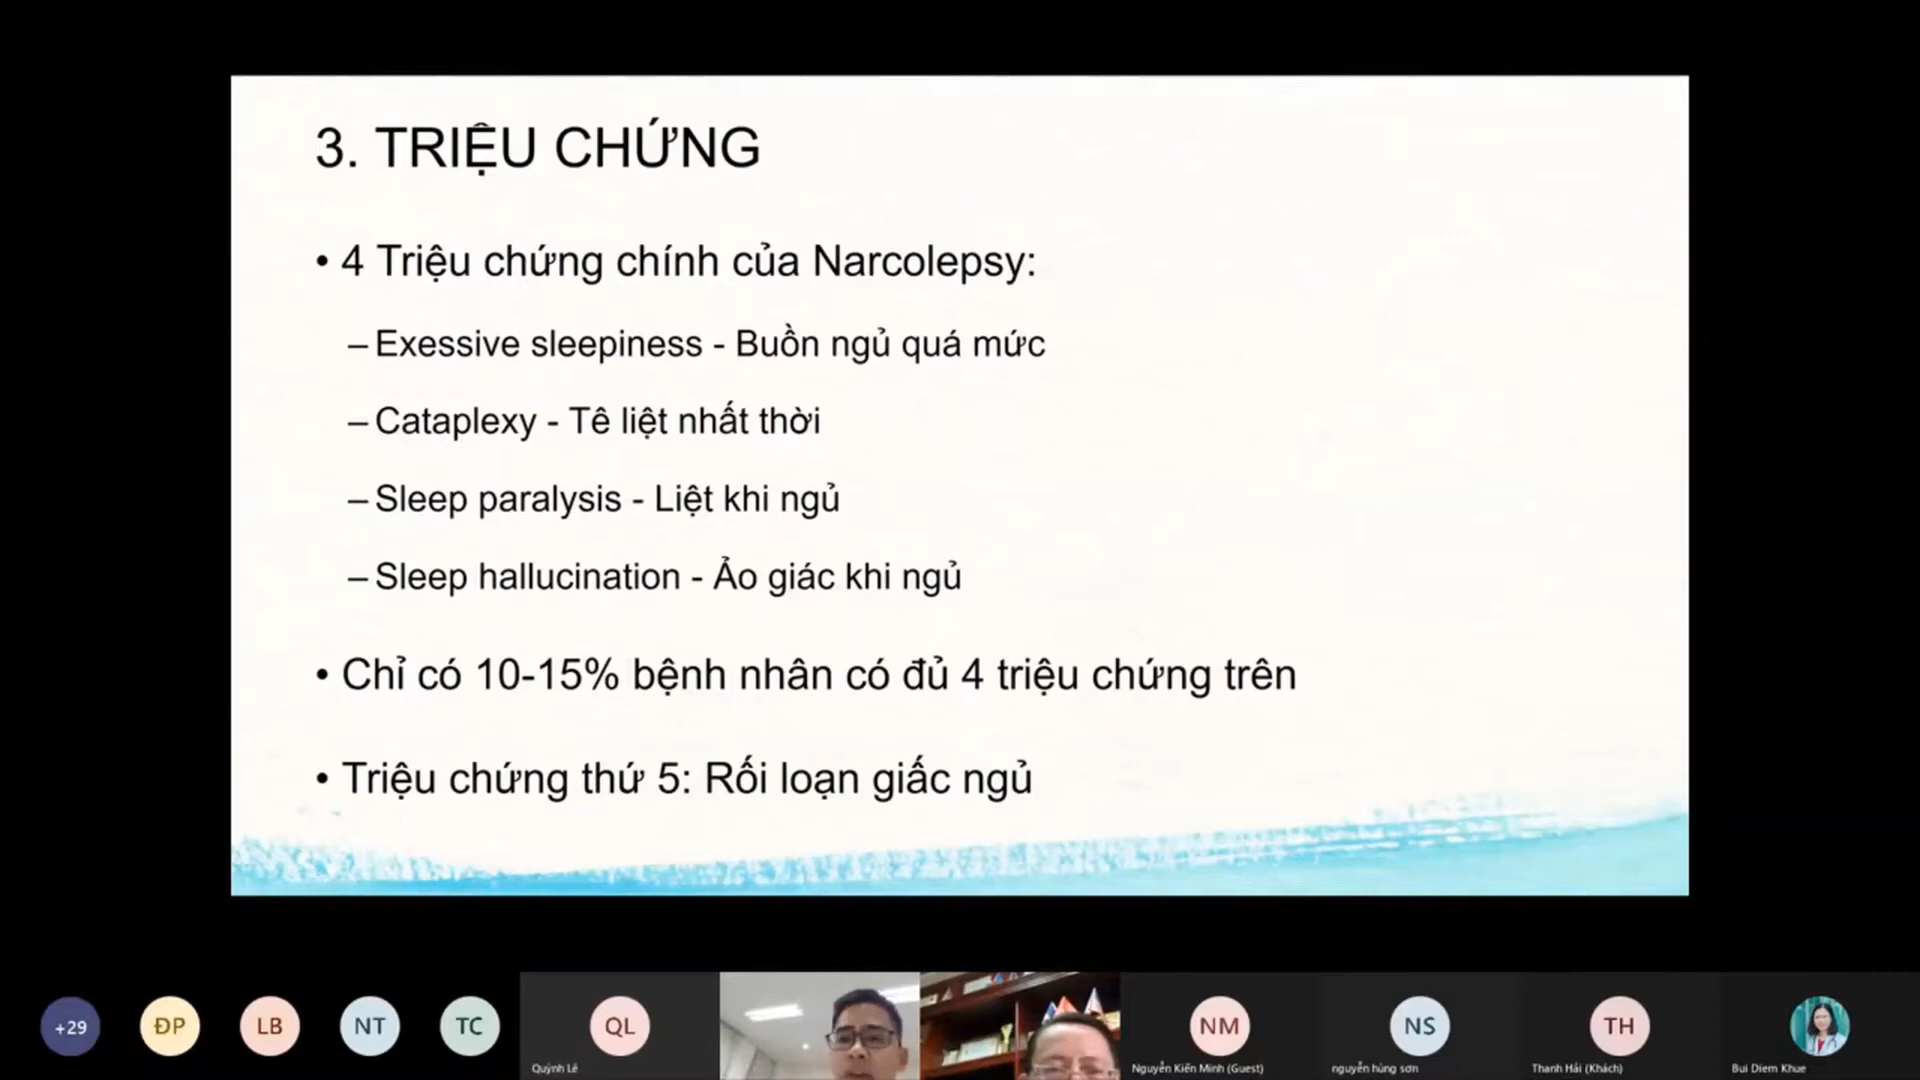 3. TRIỆU CHỨNG
• 4 Triệu chứng chính của Narcolepsy:
– Exessive sleepiness - Buồn ngủ quá mức
– Cataplexy - Tê liệt nhất thời
– Sleep paralysis - Liệt khi ngủ
– Sleep hallucination - Ảo giác khi ngủ
• Chỉ có 10-15% bệnh nhân có đủ 4 triệu chứng trên
• Triệu chứng thứ 5: Rối loạn giấc ngủ
+29
ĐP
LB
NT
TC
QL
Quỳnh Lê
NM
Nguyễn Kiến Minh (Guest)
NS
nguyễn hùng sơn
TH
Thanh Hải (Khách)
Bui Diem Khue